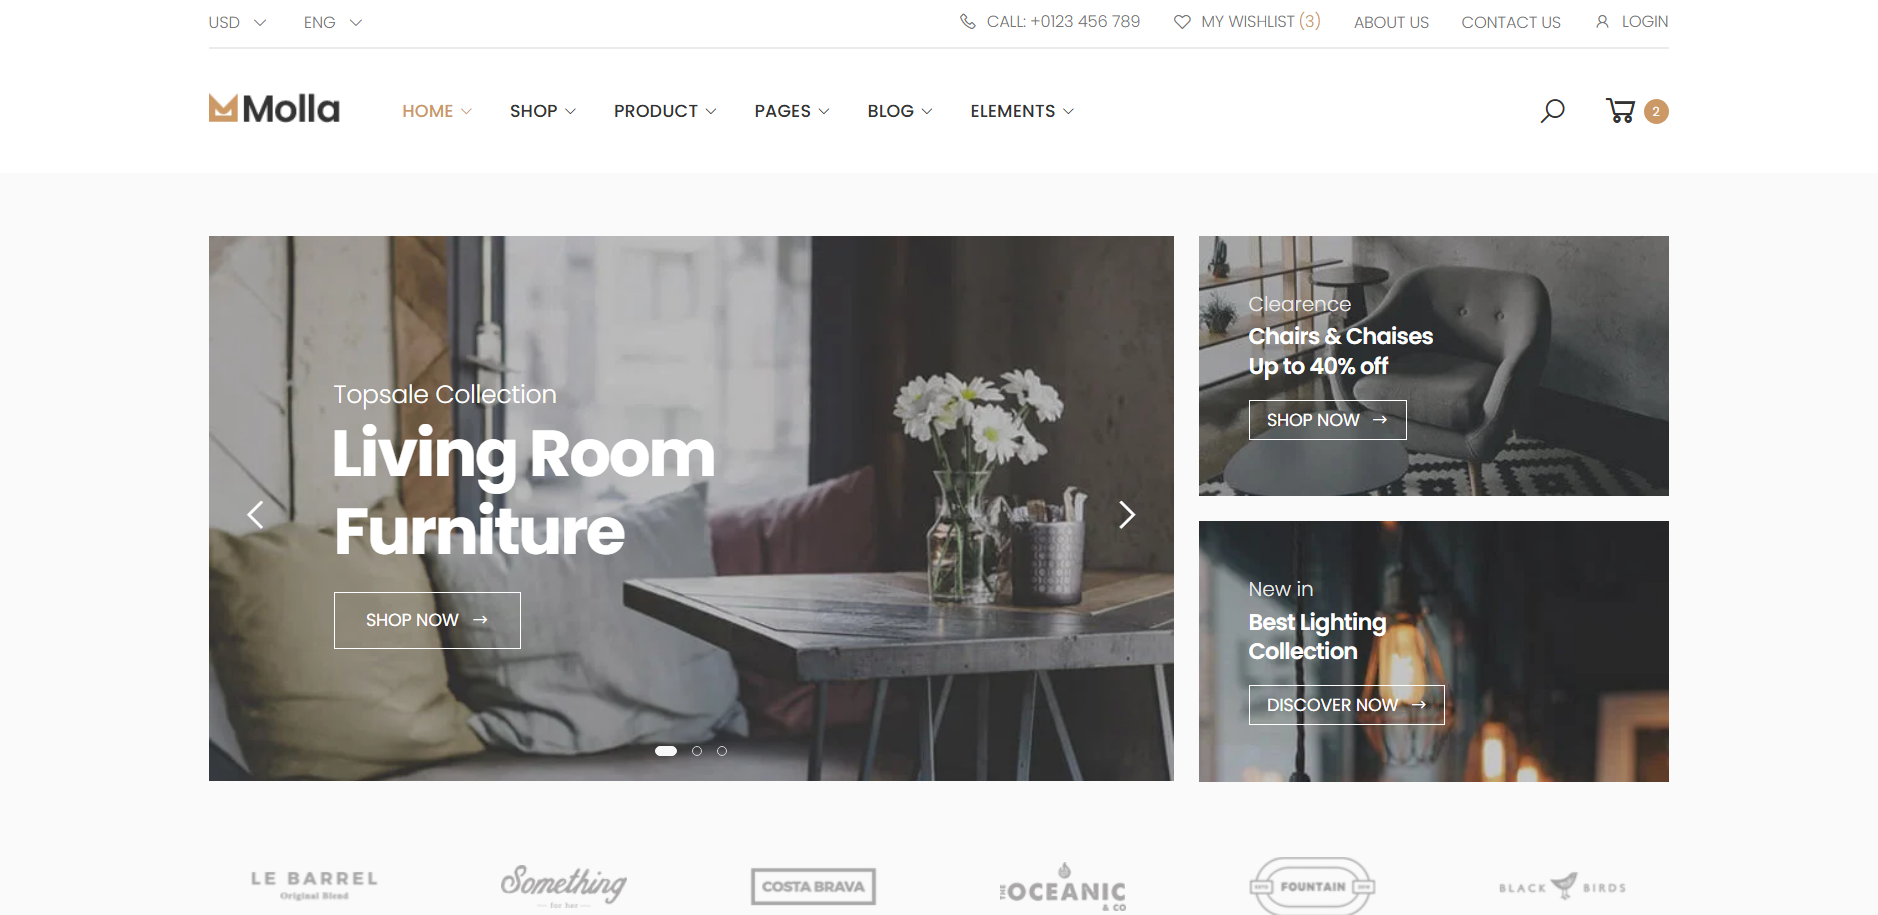 USD ENG CALL: +0123 456 789 MY WISHLIST (3) ABOUT US CONTACT US LOGIN
Molla HOME SHOP PRODUCT PAGES BLOG ELEMENTS 2
Topsale Collection
Living Room
Furniture
SHOP NOW →
Clearence
Chairs & Chaises
Up to 40% off
SHOP NOW →
New in
Best Lighting
Collection
DISCOVER NOW →
LE BARREL
Original Blend
Something
for her
COSTA BRAVA
THE OCEANIC
& CO
FOUNTAIN
BLACK BIRDS